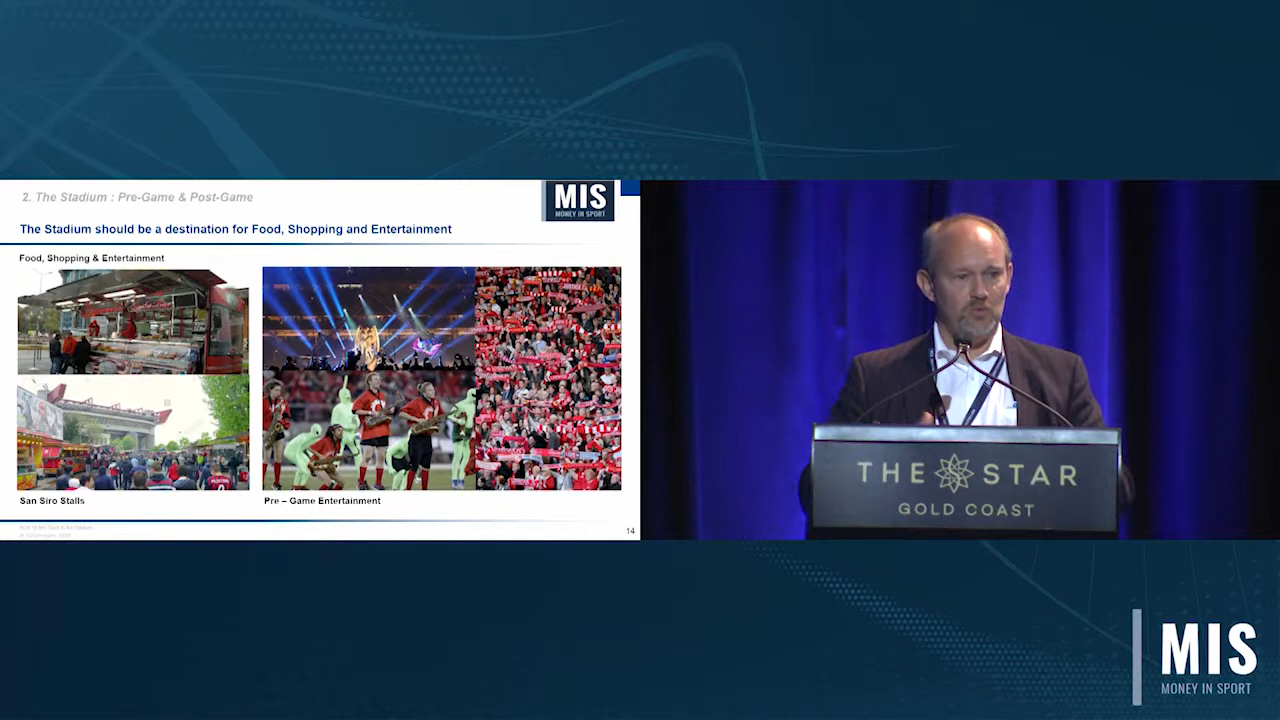 2. The Stadium : Pre-Game & Post-Game
MIS
MONEY IN SPORT
The Stadium should be a destination for Food, Shopping and Entertainment
Food, Shopping & Entertainment
San Siro Stalls
Pre – Game Entertainment
14
THE STAR
GOLD COAST
MIS
MONEY IN SPORT